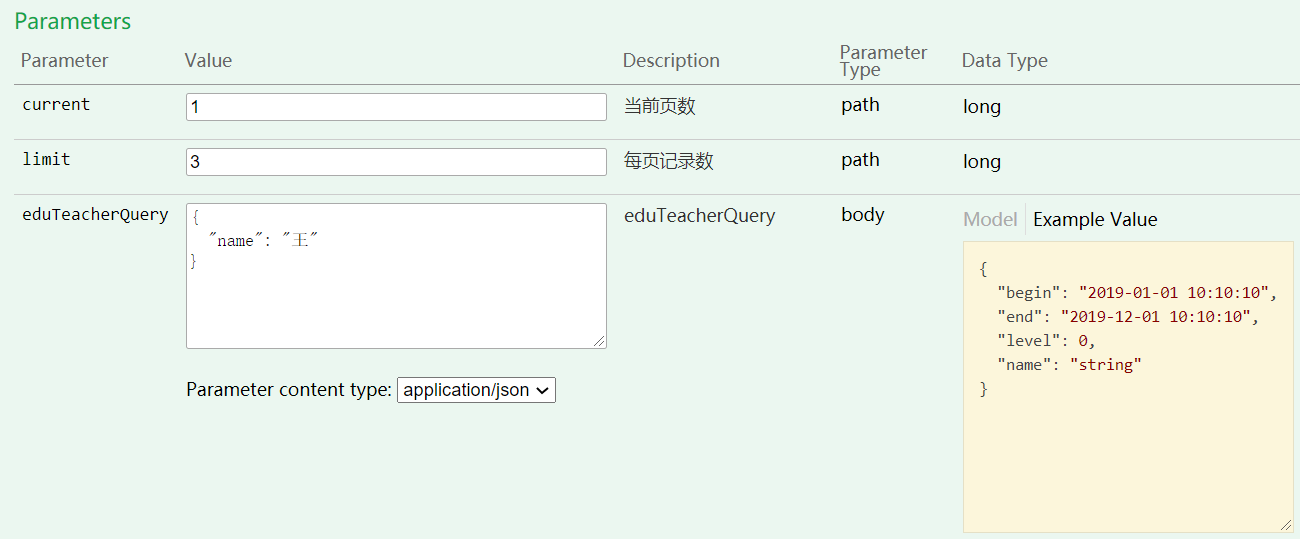 Parameters
Parameter Value Description Parameter Type Data Type
current 1 当前页数 path long
limit 3 每页记录数 path long
eduTeacherQuery { eduTeacherQuery body Model Example Value
"name": "王"
}
{
"begin": "2019-01-01 10:10:10",
"end": "2019-12-01 10:10:10",
"level": 0,
"name": "string"
}
Parameter content type: application/json